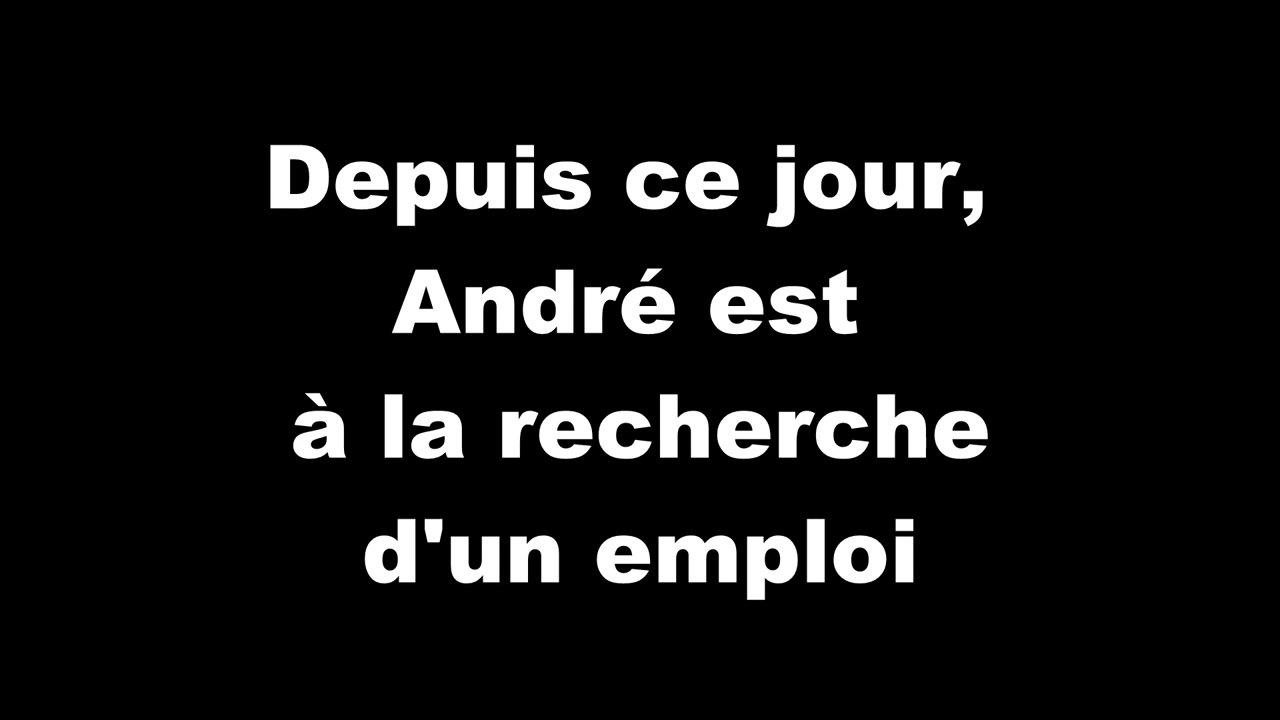 Depuis ce jour,
André est
à la recherche
d'un emploi